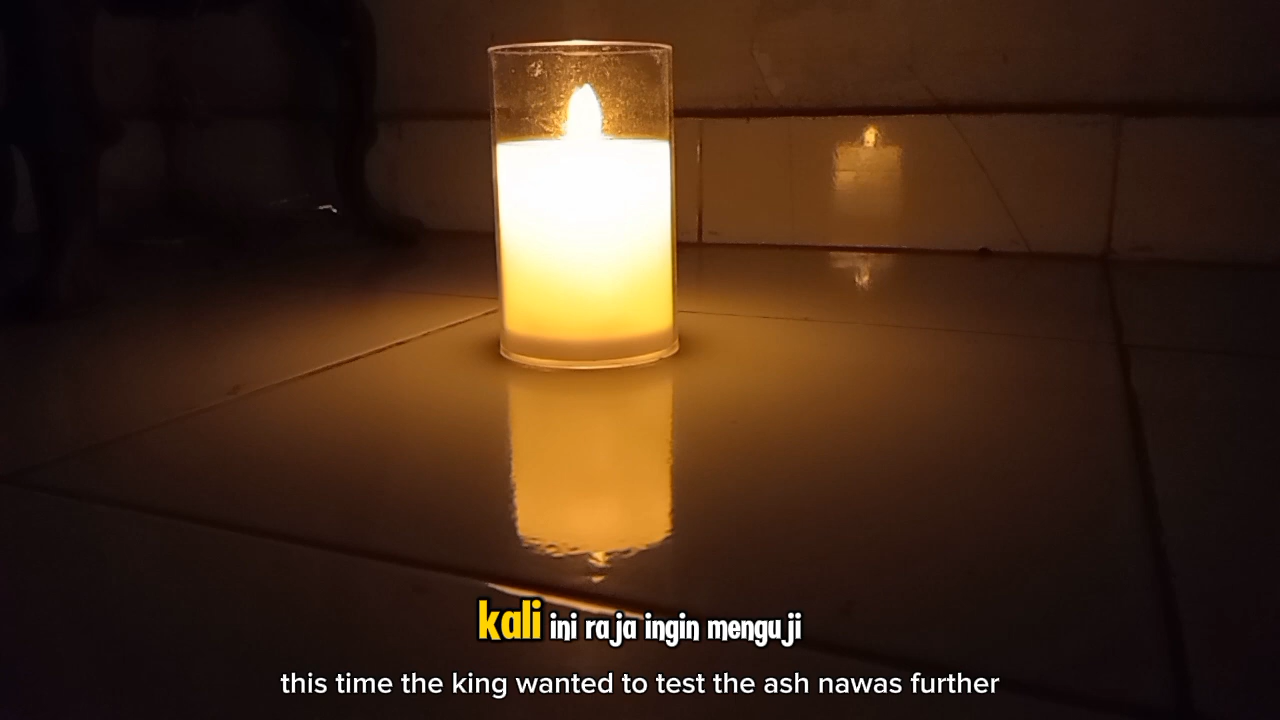 kali ini raja ingin menguji
this time the king wanted to test the ash nawas further